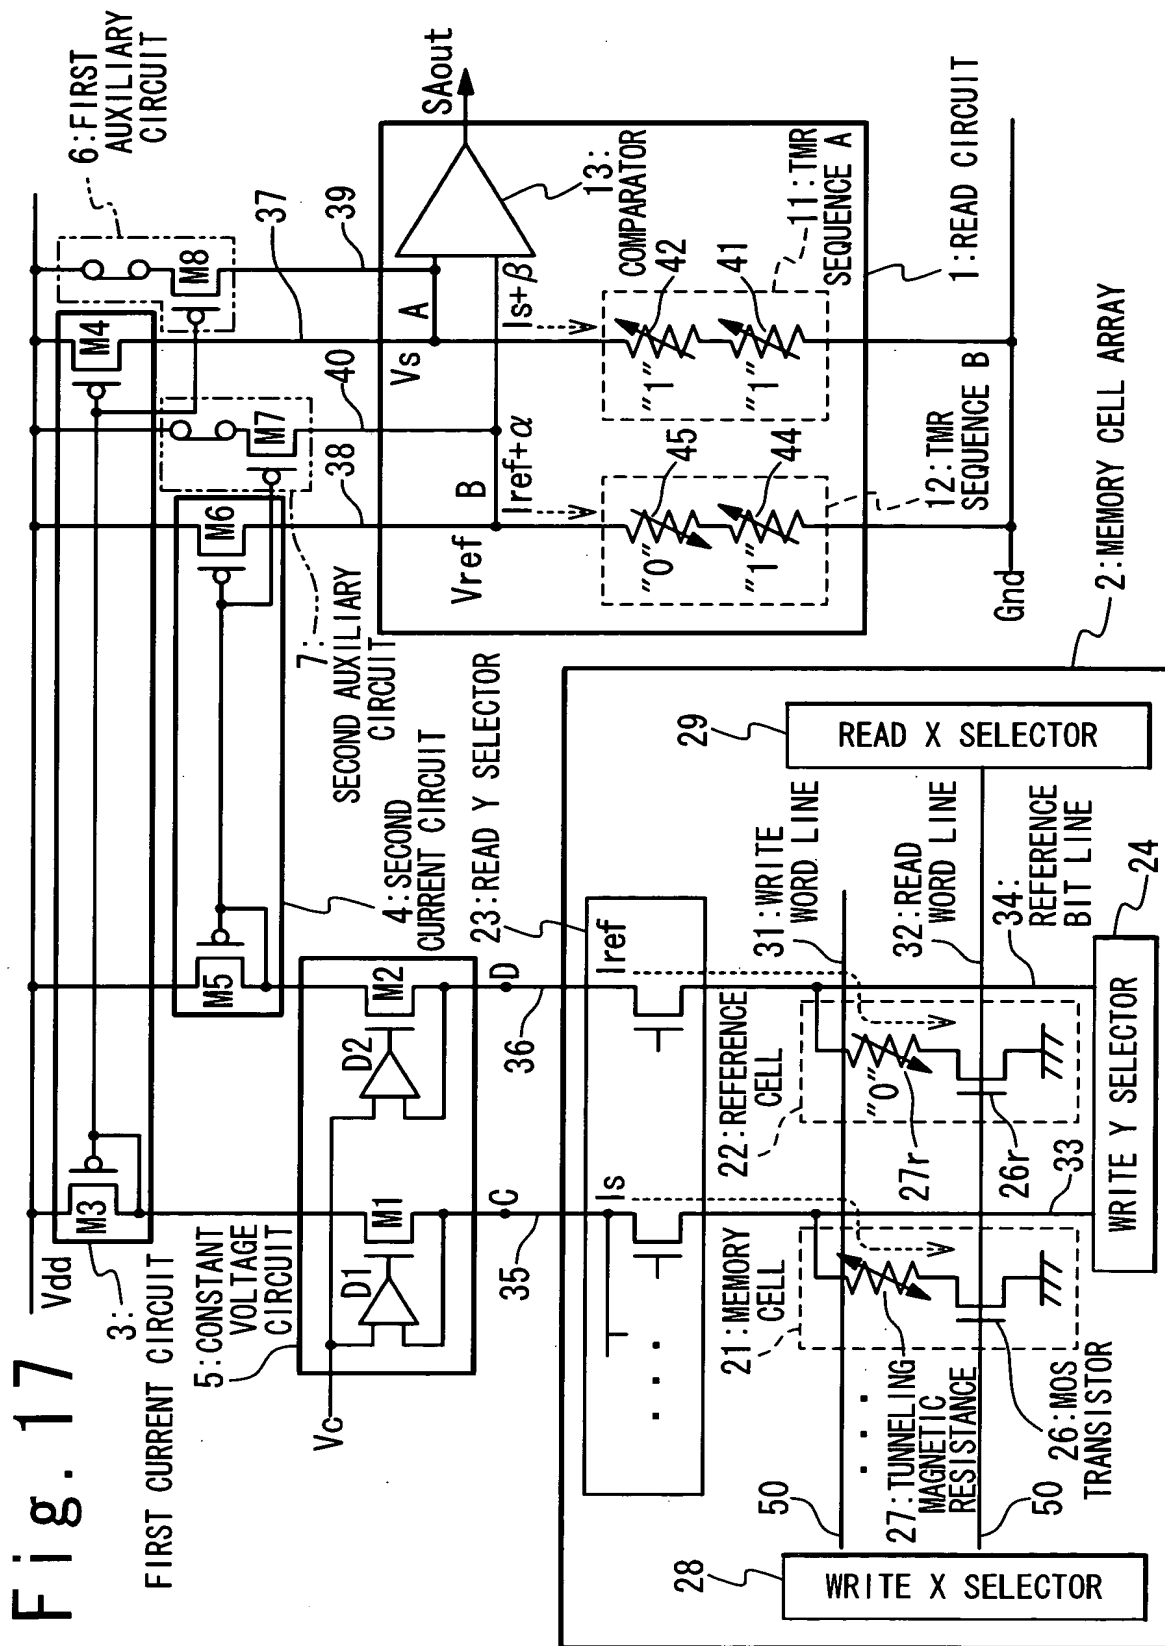 Fig. 17
Vdd
3:
FIRST CURRENT CIRCUIT
M3
M4
6:FIRST
AUXILIARY
CIRCUIT
M8
M5
M6
M7
7:
SECOND AUXILIARY
CIRCUIT
4:SECOND
CURRENT CIRCUIT
38
40
37
39
5:CONSTANT
VOLTAGE
CIRCUIT
Vc
D1
M1
D2
M2
C
D
35
36
23:READ Y SELECTOR
Vref
B
Vs
A
SAout
13:
COMPARATOR
Iref+α
Is+β
"0"
45
"1"
44
"1"
42
"1"
41
11:TMR
SEQUENCE A
12:TMR
SEQUENCE B
1:READ CIRCUIT
Gnd
2:MEMORY CELL ARRAY
Is
Iref
. . .
21:MEMORY
CELL
22:REFERENCE
CELL
31:WRITE
WORD LINE
32:READ
WORD LINE
34:
REFERENCE
BIT LINE
29
READ X SELECTOR
50
. . .
27:TUNNELING
MAGNETIC
RESISTANCE
50
26:MOS
TRANSISTOR
"0"
27r
26r
33
24
WRITE Y SELECTOR
28
WRITE X SELECTOR